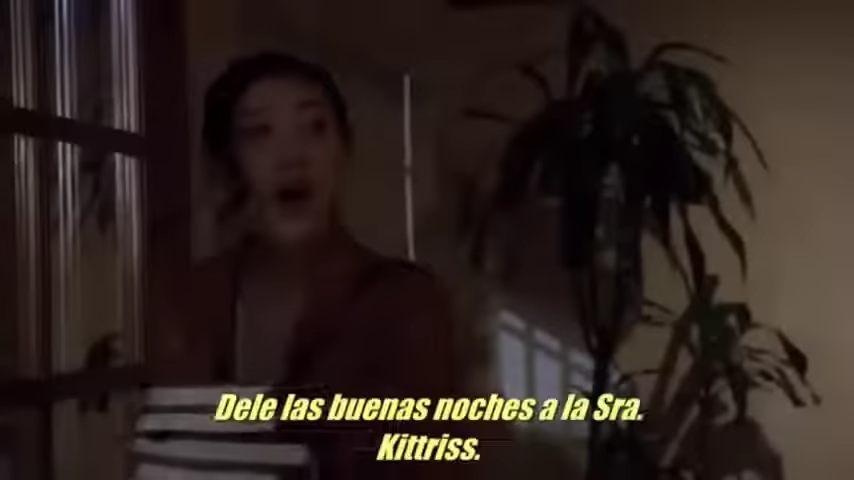 Dele las buenas noches a la Sra.
Kittriss.